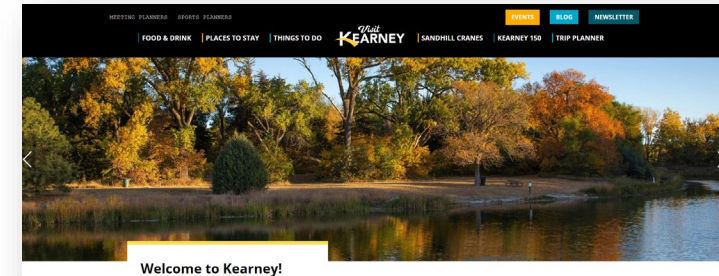 MEETING PLANNERS SPORTS PLANNERS EVENTS BLOG NEWSLETTER
FOOD & DRINK PLACES TO STAY THINGS TO DO Visit KEARNEY SANDHILL CRANES KEARNEY 150 TRIP PLANNER
Welcome to Kearney!